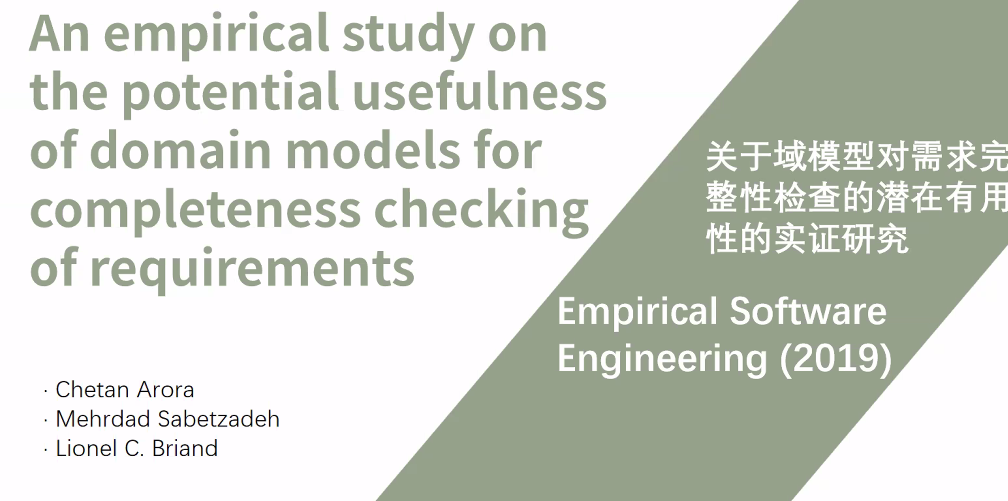 An empirical study on
the potential usefulness
of domain models for
completeness checking
of requirements
关于域模型对需求完
整性检查的潜在有用
性的实证研究
Empirical Software
Engineering (2019)
· Chetan Arora
· Mehrdad Sabetzadeh
· Lionel C. Briand